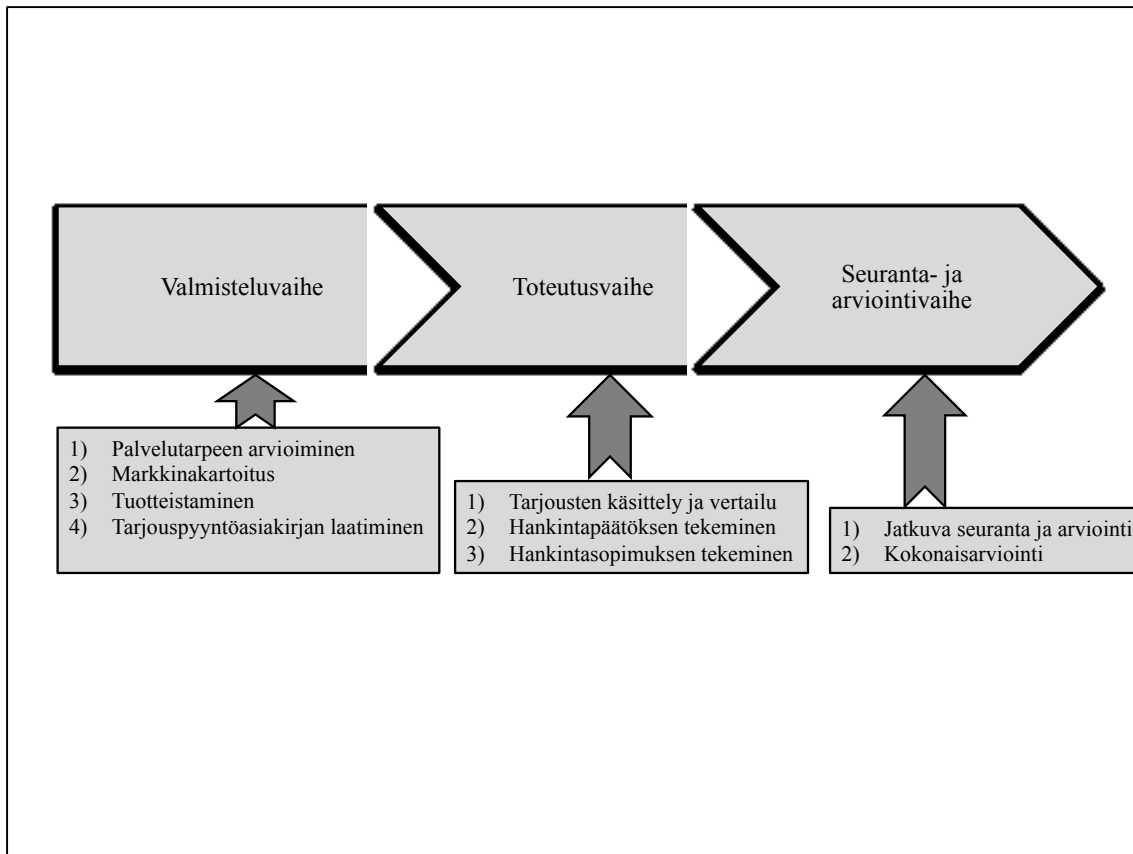 Valmisteluvaihe
Toteutusvaihe
Seuranta- ja
arviointivaihe
1) Palvelutarpeen arvioiminen
2) Markkinakartoitus
3) Tuotteistaminen
4) Tarjouspyyntöasiakirjan laatiminen
1) Tarjousten käsittely ja vertailu
2) Hankintapäätöksen tekeminen
3) Hankintasopimuksen tekeminen
1) Jatkuva seuranta ja arviointi
2) Kokonaisarviointi